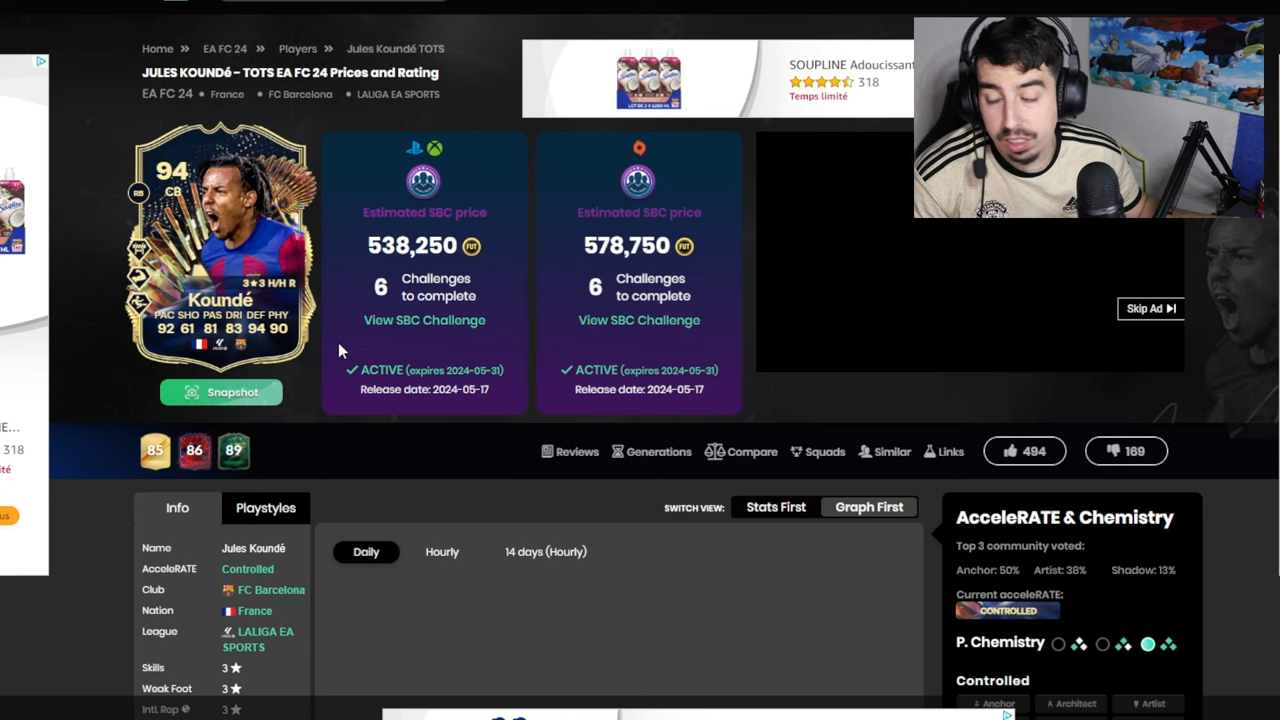 Home » EA FC 24 » Players » Jules Koundé TOTS
JULES KOUNDé - TOTS EA FC 24 Prices and Rating
EA FC 24 • France • FC Barcelona • LALIGA EA SPORTS
SOUPLINE Adoucissant
318
Temps limité
94
CB
RB
3★3 H/H R
Koundé
PAC SHO PAS DRI DEF PHY
92 61 81 83 94 90
Snapshot
Estimated SBC price
538,250
6 Challenges to complete
View SBC Challenge
ACTIVE (expires 2024-05-31)
Release date: 2024-05-17
Estimated SBC price
578,750
6 Challenges to complete
View SBC Challenge
ACTIVE (expires 2024-05-31)
Release date: 2024-05-17
Skip Ad
318
85 86 89
Reviews Generations Compare Squads Similar Links 494 169
Info Playstyles
SWITCH VIEW: Stats First Graph First
Name Jules Koundé
AcceleRATE Controlled
Club FC Barcelona
Nation France
League LALIGA EA
SPORTS
Skills 3★
Weak Foot 3★
Intl. Rep 3★
Daily Hourly 14 days (Hourly)
AcceleRATE & Chemistry
Top 3 community voted:
Anchor: 50% Artist: 38% Shadow: 13%
Current acceleRATE:
CONTROLLED
P. Chemistry
Controlled
Anchor Architect Artist